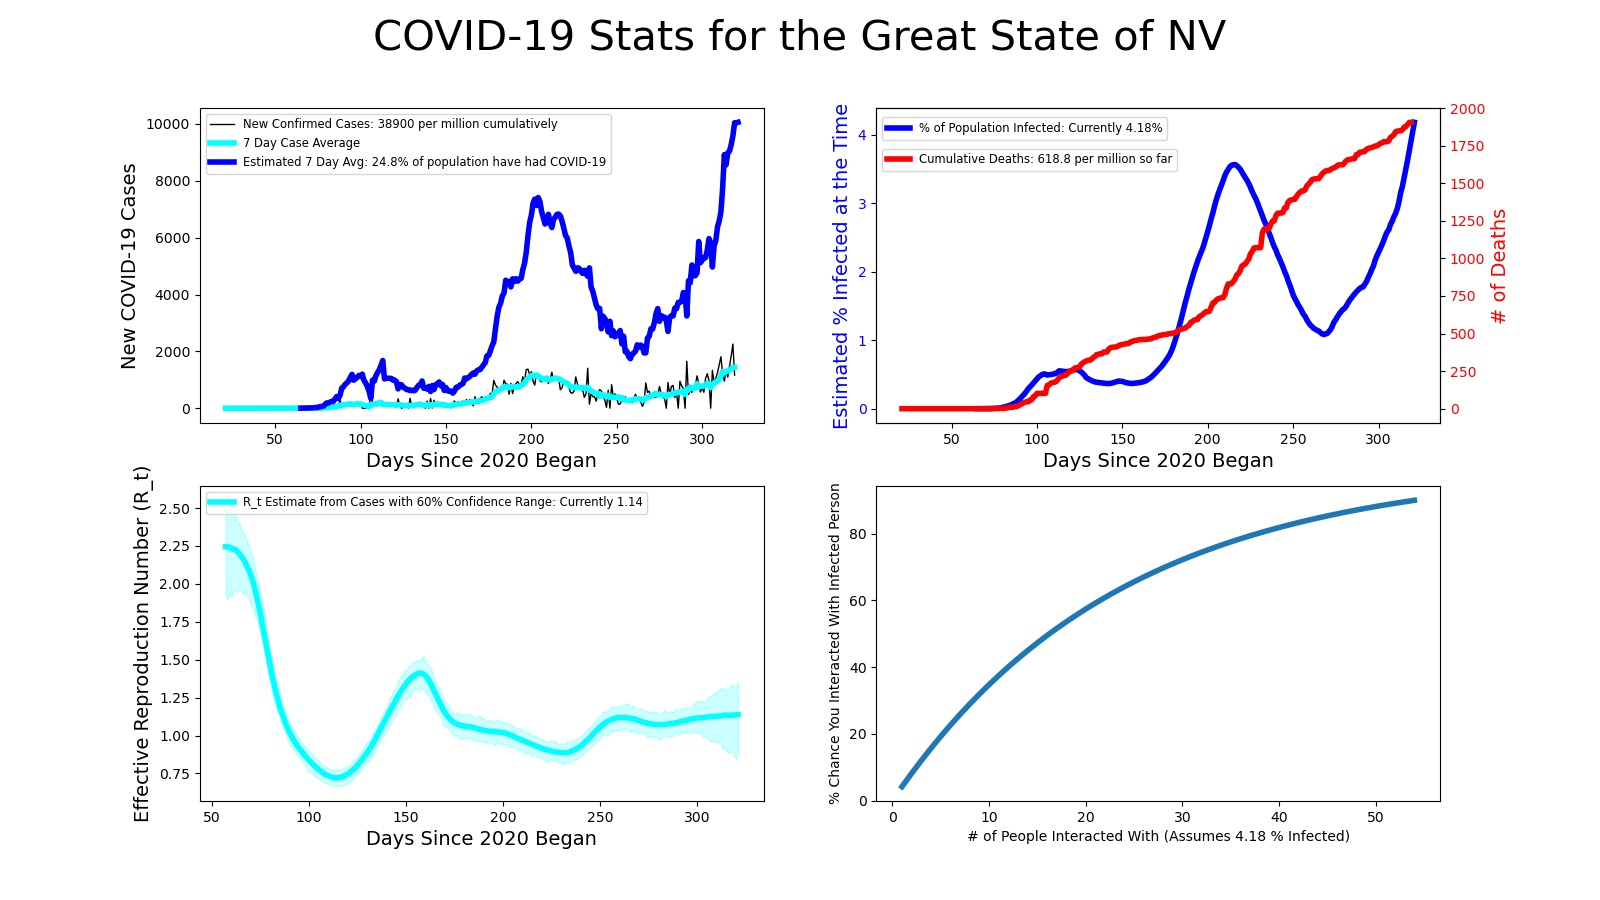 COVID-19 Stats for the Great State of NV
New COVID-19 Cases
10000
8000
6000
4000
2000
0
New Confirmed Cases: 38900 per million cumulatively
7 Day Case Average
Estimated 7 Day Avg: 24.8% of population have had COVID-19
50 100 150 200 250 300
Days Since 2020 Began
Estimated % Infected at the Time
4
3
2
1
0
% of Population Infected: Currently 4.18%
Cumulative Deaths: 618.8 per million so far
2000
1750
1500
1250
1000
750
500
250
0
# of Deaths
50 100 150 200 250 300
Days Since 2020 Began
Effective Reproduction Number (R_t)
2.50
2.25
2.00
1.75
1.50
1.25
1.00
0.75
R_t Estimate from Cases with 60% Confidence Range: Currently 1.14
50 100 150 200 250 300
Days Since 2020 Began
% Chance You Interacted With Infected Person
80
60
40
20
0
0 10 20 30 40 50
# of People Interacted With (Assumes 4.18 % Infected)